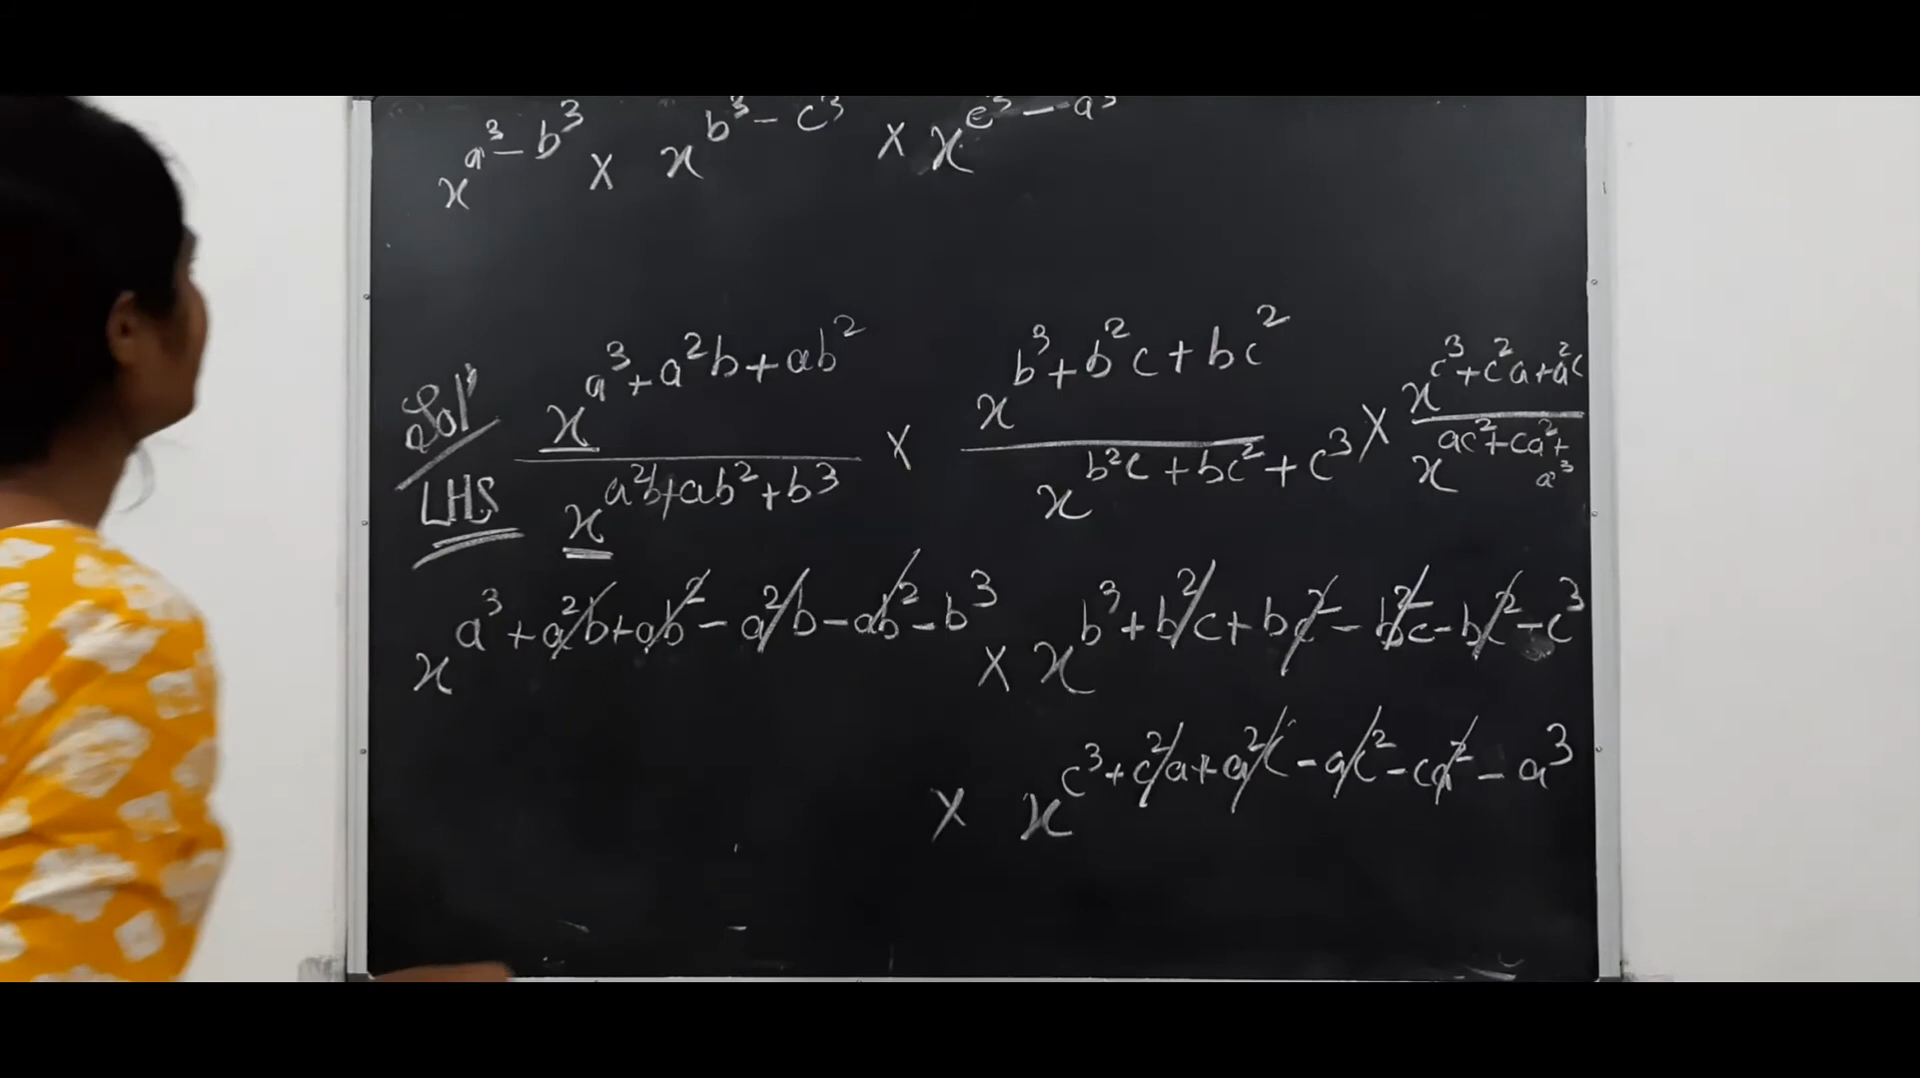 x^{a³-b³} × x^{b³-c³} × x^{c³-a³}
Solⁿ
LHS x^{a³+a²b+ab²} / x^{a²b+ab²+b³} × x^{b³+b²c+bc²} / x^{b²c+bc²+c³} × x^{c³+c²a+a²c} / x^{ac²+ca²+a³}
x^{a³+a²b+ab²-a²b-ab²-b³} × x^{b³+b²c+bc²-b²c-bc²-c³}
× x^{c³+c²a+a²c-ac²-ca²-a³}